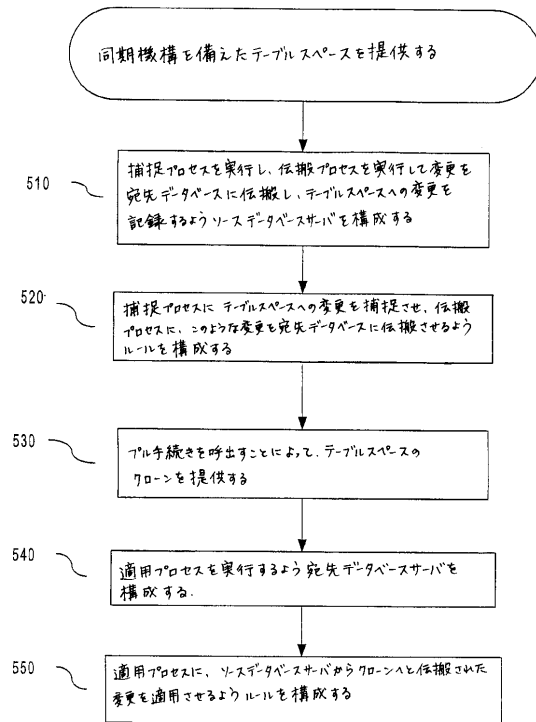 同期機構を備えたテーブルスペースを提供する
510
捕捉プロセスを実行し、伝搬プロセスを実行して変更を
宛先データベースに伝搬し、テーブルスペースへの変更を
記録するようソースデータベースサーバを構成する
520
捕捉プロセスにテーブルスペースへの変更を捕捉させ、伝搬
プロセスに、このような変更を宛先データベースに伝搬させるよう
ルールを構成する
530
プル手続きを呼出すことによって、テーブルスペースの
クローンを提供する
540
適用プロセスを実行するよう宛先データベースサーバを
構成する.
550
適用プロセスに、ソースデータベースサーバからクローンへと伝搬された
変更を適用させるようルールを構成する